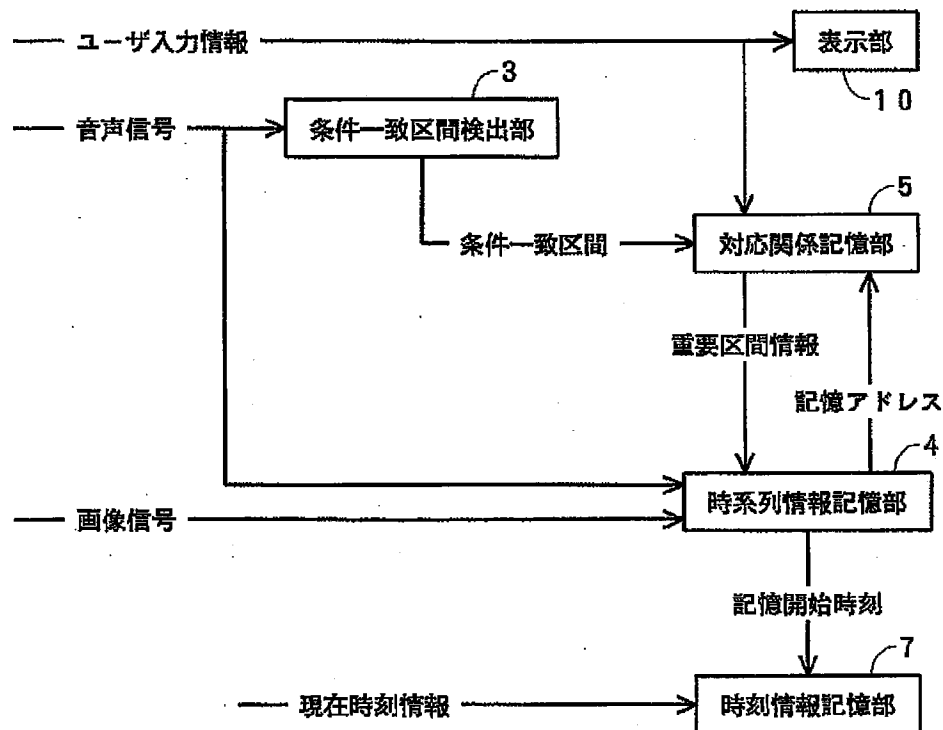 ユーザ入力情報
表示部
10
3
音声信号
条件一致区間検出部
5
条件一致区間
対応関係記憶部
重要区間情報
記憶アドレス
4
時系列情報記憶部
画像信号
記憶開始時刻
7
現在時刻情報
時刻情報記憶部